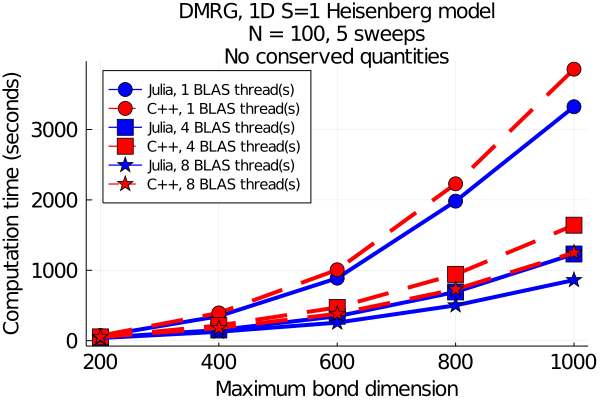 DMRG, 1D S=1 Heisenberg model
N = 100, 5 sweeps
No conserved quantities
Computation time (seconds)
3000
2000
1000
0
Julia, 1 BLAS thread(s)
C++, 1 BLAS thread(s)
Julia, 4 BLAS thread(s)
C++, 4 BLAS thread(s)
Julia, 8 BLAS thread(s)
C++, 8 BLAS thread(s)
200 400 600 800 1000
Maximum bond dimension